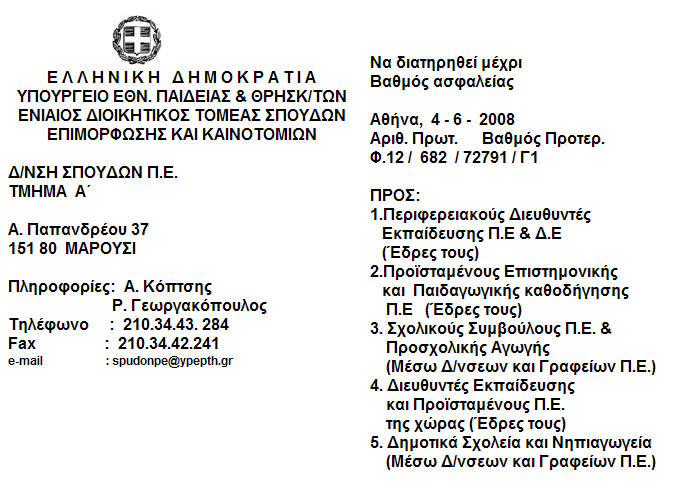 Ε Λ Λ Η Ν Ι Κ Η  Δ Η Μ Ο Κ Ρ Α Τ Ι Α
ΥΠΟΥΡΓΕΙΟ ΕΘΝ. ΠΑΙΔΕΙΑΣ & ΘΡΗΣΚ/ΤΩΝ
ΕΝΙΑΙΟΣ ΔΙΟΙΚΗΤΙΚΟΣ ΤΟΜΕΑΣ ΣΠΟΥΔΩΝ
ΕΠΙΜΟΡΦΩΣΗΣ ΚΑΙ ΚΑΙΝΟΤΟΜΙΩΝ
Δ/ΝΣΗ ΣΠΟΥΔΩΝ Π.Ε.
ΤΜΗΜΑ Α΄
Α. Παπανδρέου 37
151 80 ΜΑΡΟΥΣΙ
Πληροφορίες: Α. Κόπτσης
Ρ. Γεωργακόπουλος
Τηλέφωνο : 210.34.43. 284
Fax : 210.34.42.241
e-mail : spudonpe@ypepth.gr
Να διατηρηθεί μέχρι
Βαθμός ασφαλείας
Αθήνα, 4 - 6 - 2008
Αριθ. Πρωτ. Βαθμός Προτερ.
Φ.12 / 682 / 72791 / Γ1
ΠΡΟΣ:
1.Περιφερειακούς Διευθυντές
Εκπαίδευσης Π.Ε & Δ.Ε
(Έδρες τους)
2.Προϊσταμένους Επιστημονικής
και Παιδαγωγικής καθοδήγησης
Π.Ε (Έδρες τους)
3. Σχολικούς Συμβούλους Π.Ε. &
Προσχολικής Αγωγής
(Μέσω Δ/νσεων και Γραφείων Π.Ε.)
4. Διευθυντές Εκπαίδευσης
και Προϊσταμένους Π.Ε.
της χώρας (Έδρες τους)
5. Δημοτικά Σχολεία και Νηπιαγωγεία
(Μέσω Δ/νσεων και Γραφείων Π.Ε.)